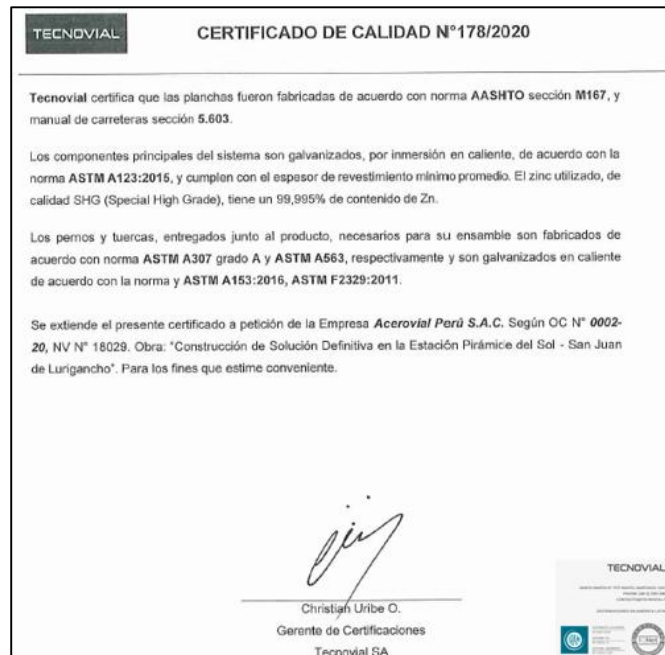 TECNOVIAL
CERTIFICADO DE CALIDAD N°178/2020
Tecnovial certifica que las planchas fueron fabricadas de acuerdo con norma AASHTO sección M167, y
manual de carreteras sección 5.603.
Los componentes principales del sistema son galvanizados, por inmersión en caliente, de acuerdo con la
norma ASTM A123:2015, y cumplen con el espesor de revestimiento mínimo promedio. El zinc utilizado, de
calidad SHG (Special High Grade), tiene un 99,995% de contenido de Zn.
Los pernos y tuercas, entregados junto al producto, necesarios para su ensamble son fabricados de
acuerdo con norma ASTM A307 grado A y ASTM A563, respectivamente y son galvanizados en caliente
de acuerdo con la norma y ASTM A153:2016, ASTM F2329:2011.
Se extiende el presente certificado a petición de la Empresa Acerovial Perú S.A.C. Según OC N° 0002-
20, NV N° 18029. Obra: "Construcción de Solución Definitiva en la Estación Pirámide del Sol - San Juan
de Lurigancho". Para los fines que estime conveniente.
Christian Uribe O.
Gerente de Certificaciones
Tecnovial SA
TECNOVIAL